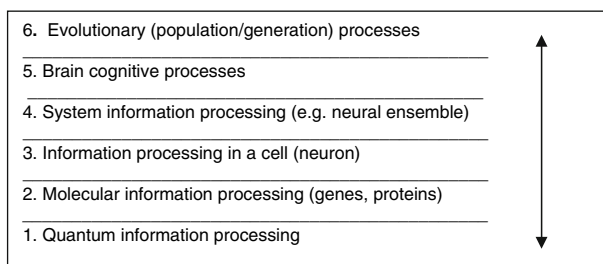 6. Evolutionary (population/generation) processes
5. Brain cognitive processes
4. System information processing (e.g. neural ensemble)
3. Information processing in a cell (neuron)
2. Molecular information processing (genes, proteins)
1. Quantum information processing